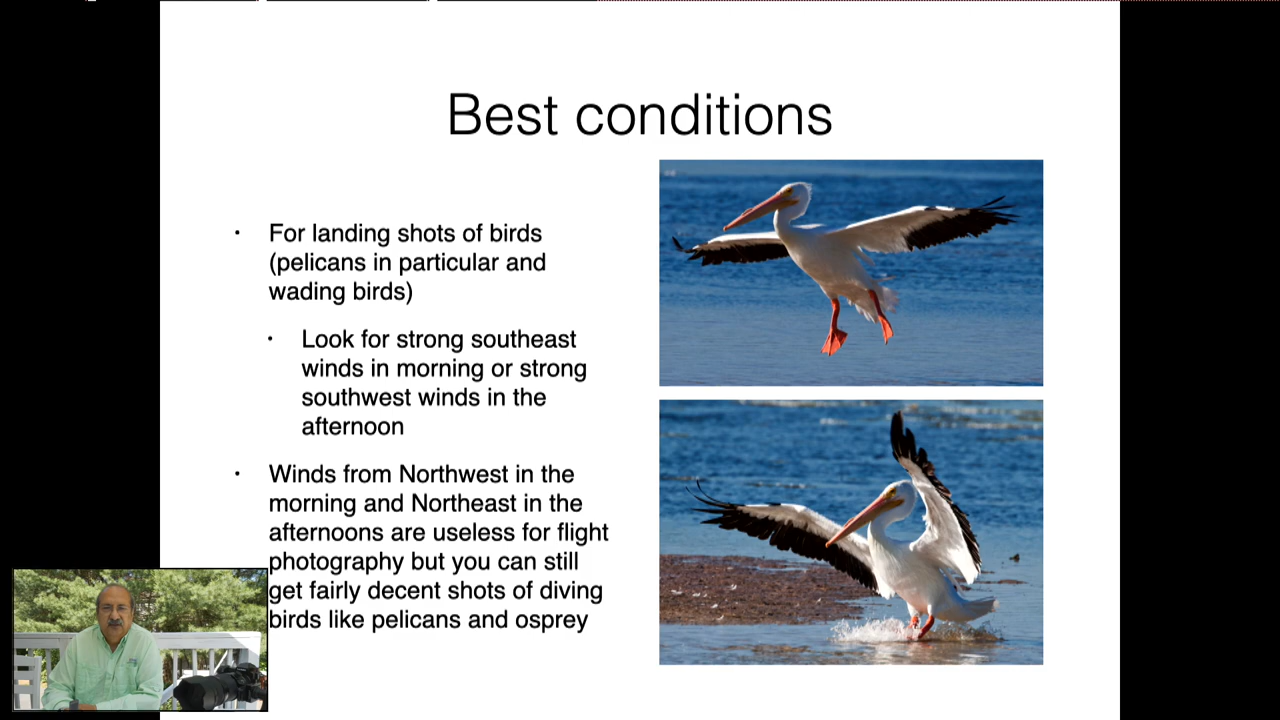 Best conditions
For landing shots of birds
(pelicans in particular and
wading birds)
Look for strong southeast
winds in morning or strong
southwest winds in the
afternoon
Winds from Northwest in the
morning and Northeast in the
afternoons are useless for flight
photography but you can still
get fairly decent shots of diving
birds like pelicans and osprey